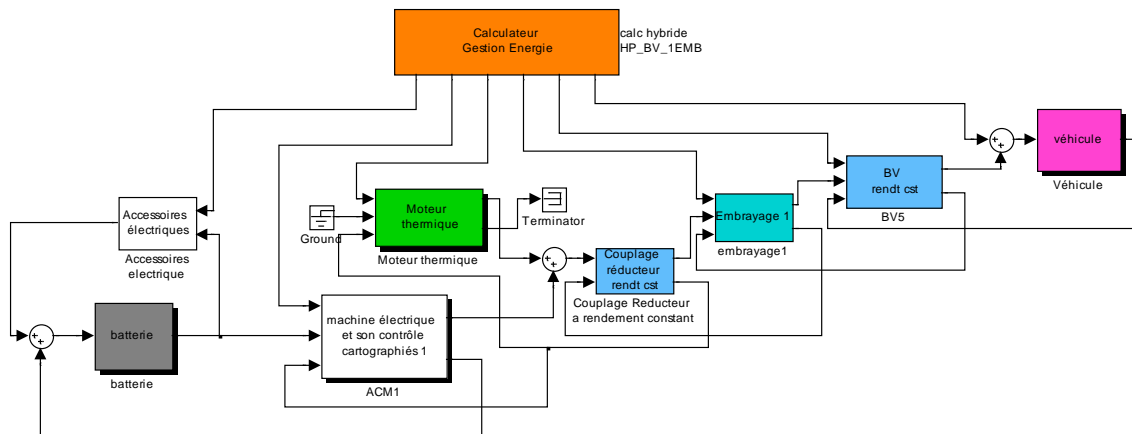 Calculateur
Gestion Energie
calc hybride
HP_BV_1EMB
véhicule
Véhicule
BV
rendt cst
BV5
Moteur
thermique
Moteur thermique
Ground
Terminator
Embrayage 1
embrayage1
Accessoires
électriques
Accessoires
electrique
Couplage
réducteur
rendt cst
Couplage Reducteur
a rendement constant
batterie
batterie
machine électrique
et son contrôle
cartographiés 1
ACM1